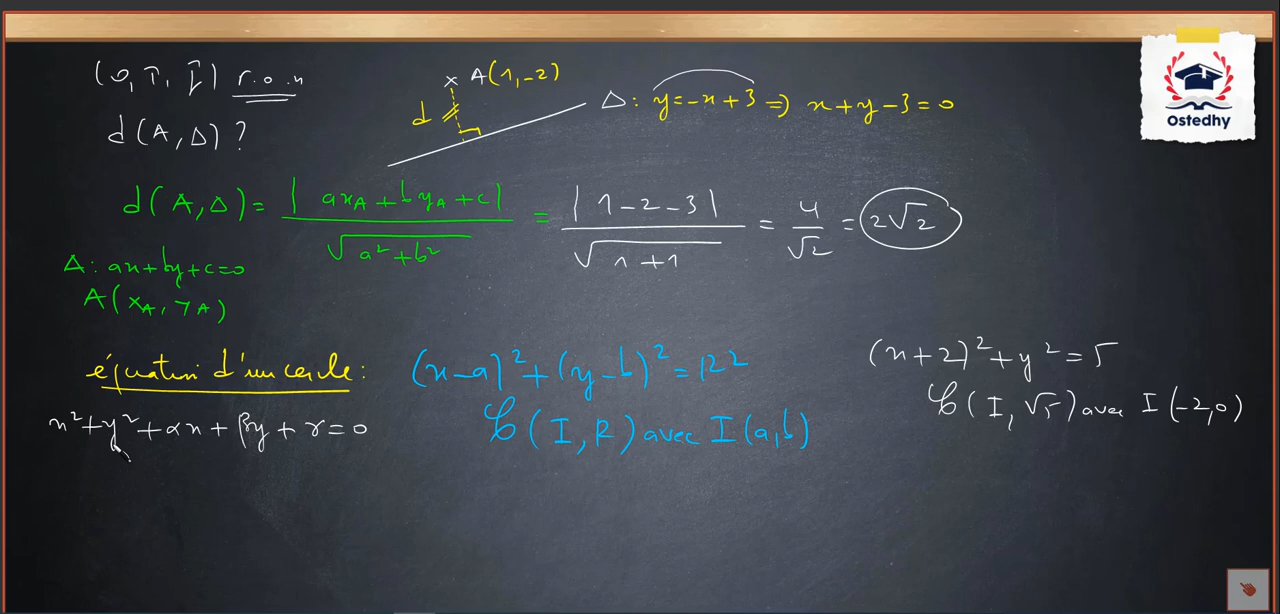 (O, i, j) r.o.n
d(A, Δ) ?
× A(1, -2)
d
Δ: y = -x + 3 ⇒ x + y - 3 = 0
Ostedhy
d(A, Δ) = |ax_A + by_A + c| / √(a² + b²) = |1 - 2 - 3| / √(1 + 1) = 4/√2 = 2√2
Δ: ax + by + c = 0
A(x_A, y_A)
équation d'un cercle :
(x - a)² + (y - b)² = R²
C(I, R) avec I(a, b)
(x + 2)² + y² = 5
C(I, √5) avec I(-2, 0)
x² + y² + αx + βy + γ = 0